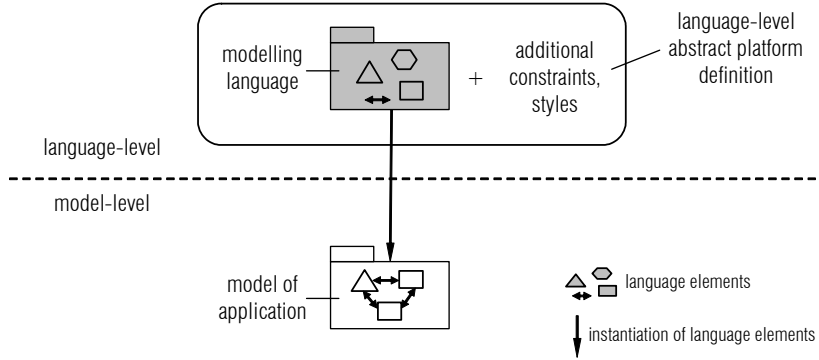 modelling
language
+
additional
constraints,
styles
language-level
abstract platform
definition
language-level
model-level
model of
application
language elements
instantiation of language elements